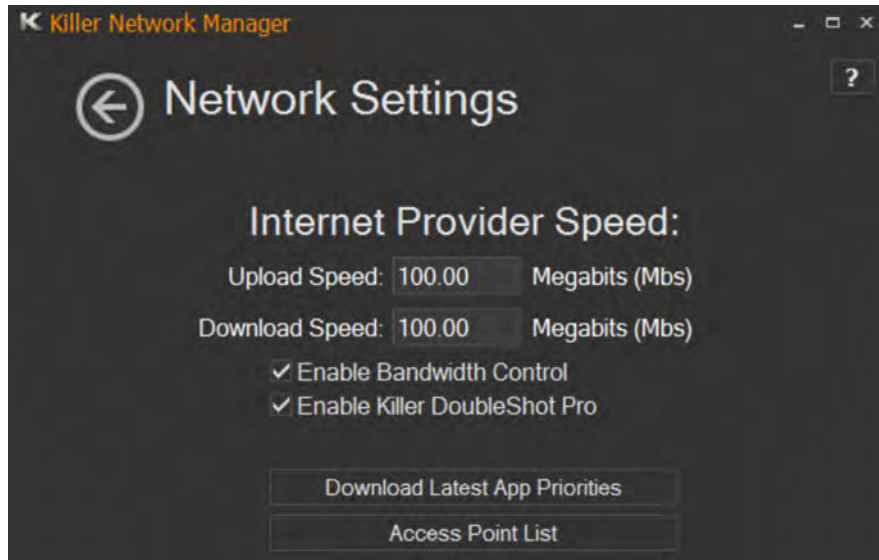 K Killer Network Manager
?
Network Settings
Internet Provider Speed:
Upload Speed: 100.00 Megabits (Mbs)
Download Speed: 100.00 Megabits (Mbs)
Enable Bandwidth Control
Enable Killer DoubleShot Pro
Download Latest App Priorities
Access Point List